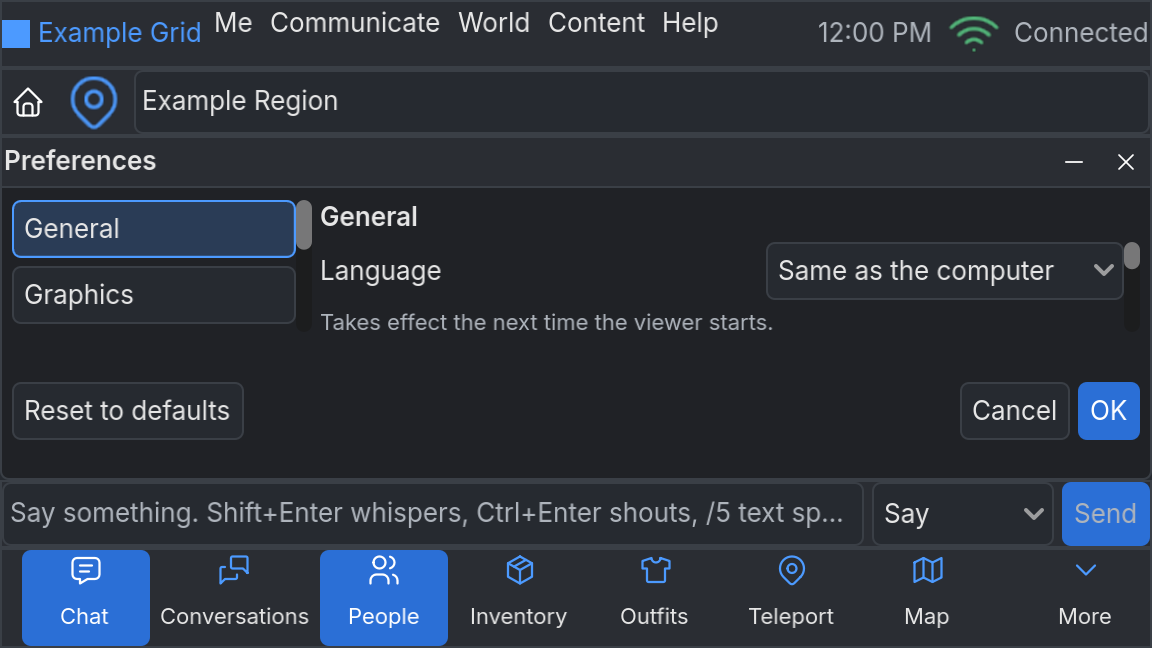 Example Grid Me Communicate World Content Help 12:00 PM Connected
Example Region
Preferences
General
Graphics
General
Language Same as the computer
Takes effect the next time the viewer starts.
Reset to defaults Cancel OK
Say something. Shift+Enter whispers, Ctrl+Enter shouts, /5 text sp... Say Send
Chat Conversations People Inventory Outfits Teleport Map More